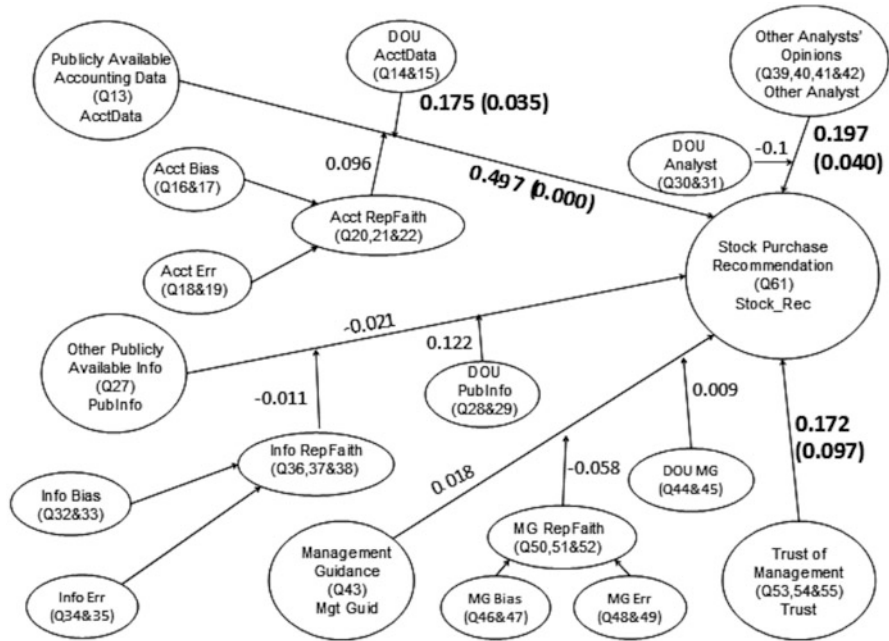 Publicly Available
Accounting Data
(Q13)
AcctData
DOU
AcctData
(Q14&15)
Other Analysts'
Opinions
(Q39,40,41&42)
Other Analyst
0.175 (0.035)
0.197
(0.040)
-0.1
DOU
Analyst
(Q30&31)
0.096
Acct Bias
(Q16&17)
0.497 (0.000)
Acct RepFaith
(Q20,21&22)
Acct Err
(Q18&19)
Stock Purchase
Recommendation
(Q61)
Stock_Rec
-0.021
0.122
Other Publicly
Available Info
(Q27)
PubInfo
DOU
PubInfo
(Q28&29)
-0.011
0.009
0.172
(0.097)
Info RepFaith
(Q36,37&38)
0.018
-0.058
DOU MG
(Q44&45)
Info Bias
(Q32&33)
MG RepFaith
(Q50,51&52)
Management
Guidance
(Q43)
Mgt Guid
Trust of
Management
(Q53,54&55)
Trust
Info Err
(Q34&35)
MG Bias
(Q46&47)
MG Err
(Q48&49)